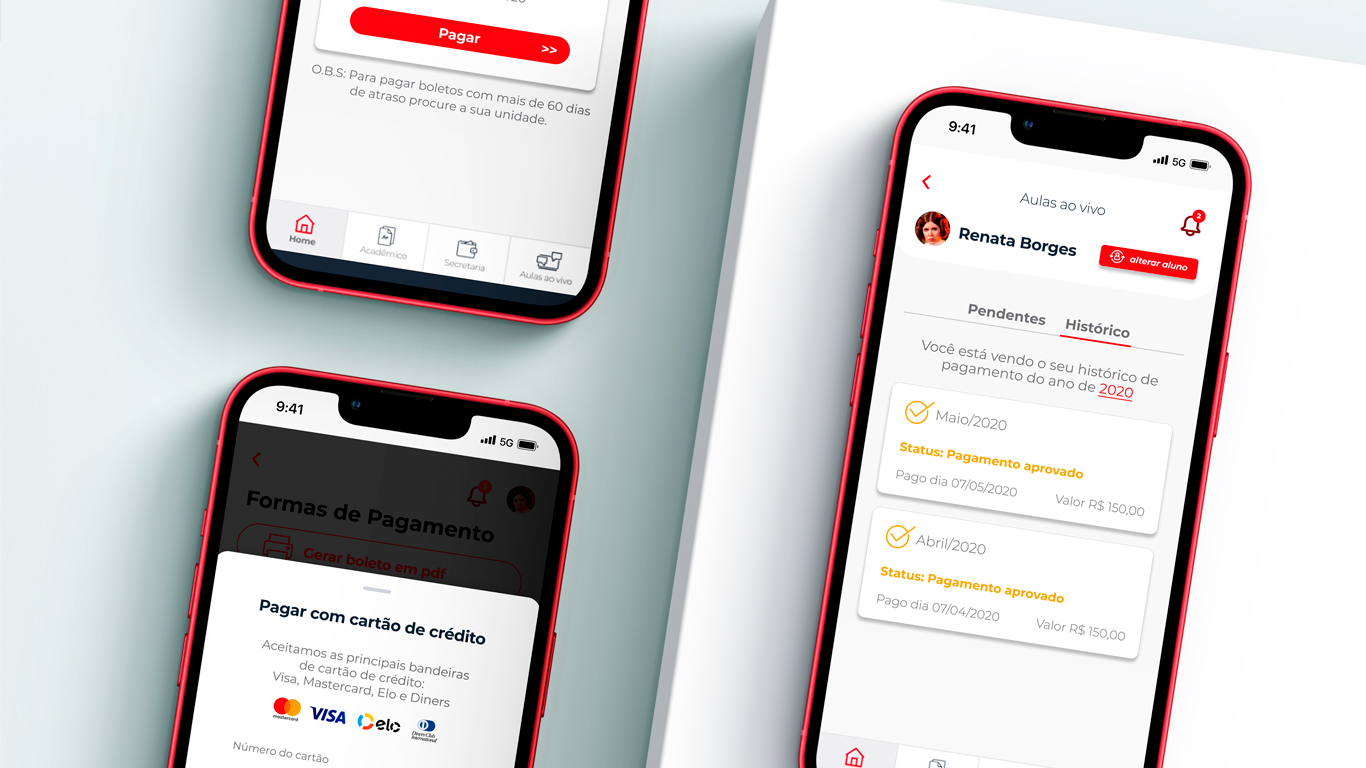 Pagar >>
O.B.S: Para pagar boletos com mais de 60 dias
de atraso procure a sua unidade.
Home
Acadêmico
Secretaria
Aulas ao vivo
9:41
5G
2
Formas de Pagamento
Gerar boleto em pdf
Pagar com cartão de crédito
Aceitamos as principais bandeiras
de cartão de crédito:
Visa, Mastercard, Elo e Diners
mastercard
VISA
elo
Diners Club
International
Número do cartão
9:41
5G
Aulas ao vivo
2
Renata Borges
alterar aluno
Pendentes
Histórico
Você está vendo o seu histórico de
pagamento do ano de 2020
Maio/2020
Status: Pagamento aprovado
Pago dia 07/05/2020
Valor R$ 150,00
Abril/2020
Status: Pagamento aprovado
Pago dia 07/04/2020
Valor R$ 150,00